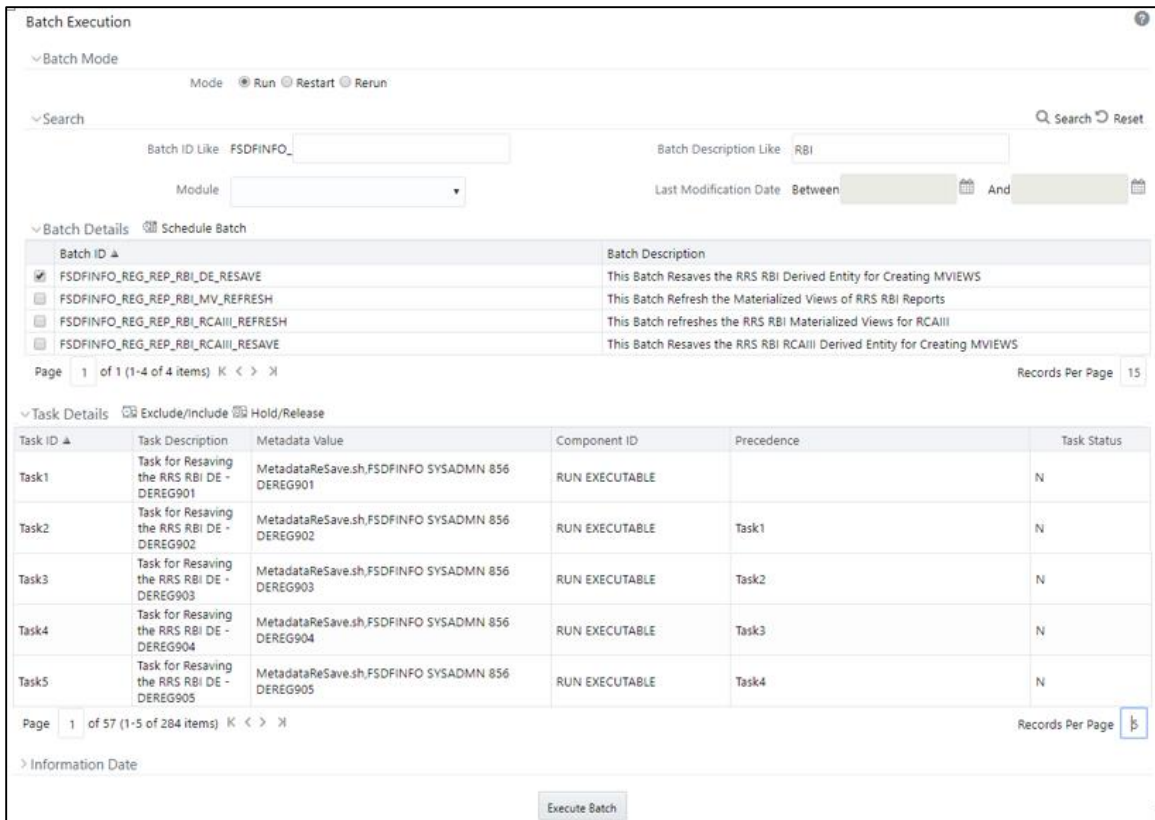 Batch Execution
Batch Mode
Mode Run Restart Rerun
Search Search Reset
Batch ID Like FSDFINFO_ Batch Description Like RBI
Module Last Modification Date Between And
Batch Details Schedule Batch
Batch ID Batch Description
FSDFINFO_REG_REP_RBI_DE_RESAVE This Batch Resaves the RRS RBI Derived Entity for Creating MVIEWS
FSDFINFO_REG_REP_RBI_MV_REFRESH This Batch Refresh the Materialized Views of RRS RBI Reports
FSDFINFO_REG_REP_RBI_RCAIII_REFRESH This Batch refreshes the RRS RBI Materialized Views for RCAIII
FSDFINFO_REG_REP_RBI_RCAIII_RESAVE This Batch Resaves the RRS RBI RCAIII Derived Entity for Creating MVIEWS
Page 1 of 1 (1-4 of 4 items) Records Per Page 15
Task Details Exclude/Include Hold/Release
Task ID Task Description Metadata Value Component ID Precedence Task Status
Task1 Task for Resaving the RRS RBI DE - DEREG901 MetadataReSave.sh,FSDFINFO SYSADMN 856 DEREG901 RUN EXECUTABLE N
Task2 Task for Resaving the RRS RBI DE - DEREG902 MetadataReSave.sh,FSDFINFO SYSADMN 856 DEREG902 RUN EXECUTABLE Task1 N
Task3 Task for Resaving the RRS RBI DE - DEREG903 MetadataReSave.sh,FSDFINFO SYSADMN 856 DEREG903 RUN EXECUTABLE Task2 N
Task4 Task for Resaving the RRS RBI DE - DEREG904 MetadataReSave.sh,FSDFINFO SYSADMN 856 DEREG904 RUN EXECUTABLE Task3 N
Task5 Task for Resaving the RRS RBI DE - DEREG905 MetadataReSave.sh,FSDFINFO SYSADMN 856 DEREG905 RUN EXECUTABLE Task4 N
Page 1 of 57 (1-5 of 284 items) Records Per Page 5
Information Date
Execute Batch